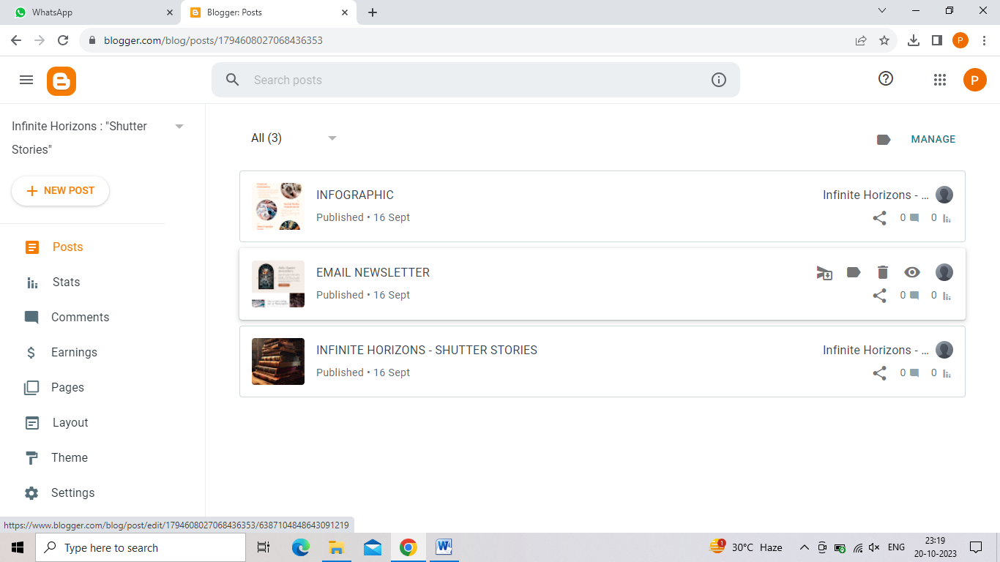 WhatsApp
Blogger: Posts
blogger.com/blog/posts/1794608027068436353
P
Search posts
P
Infinite Horizons : "Shutter
Stories"
All (3)
MANAGE
NEW POST
INFOGRAPHIC
Infinite Horizons - ...
Published • 16 Sept
0
0
Posts
EMAIL NEWSLETTER
Published • 16 Sept
0
0
Stats
Comments
INFINITE HORIZONS - SHUTTER STORIES
Infinite Horizons - ...
Published • 16 Sept
0
0
Earnings
Pages
Layout
Theme
Settings
https://www.blogger.com/blog/post/edit/1794608027068436353/6387104848643091219
Type here to search
1
30°C Haze
ENG
23:19
20-10-2023